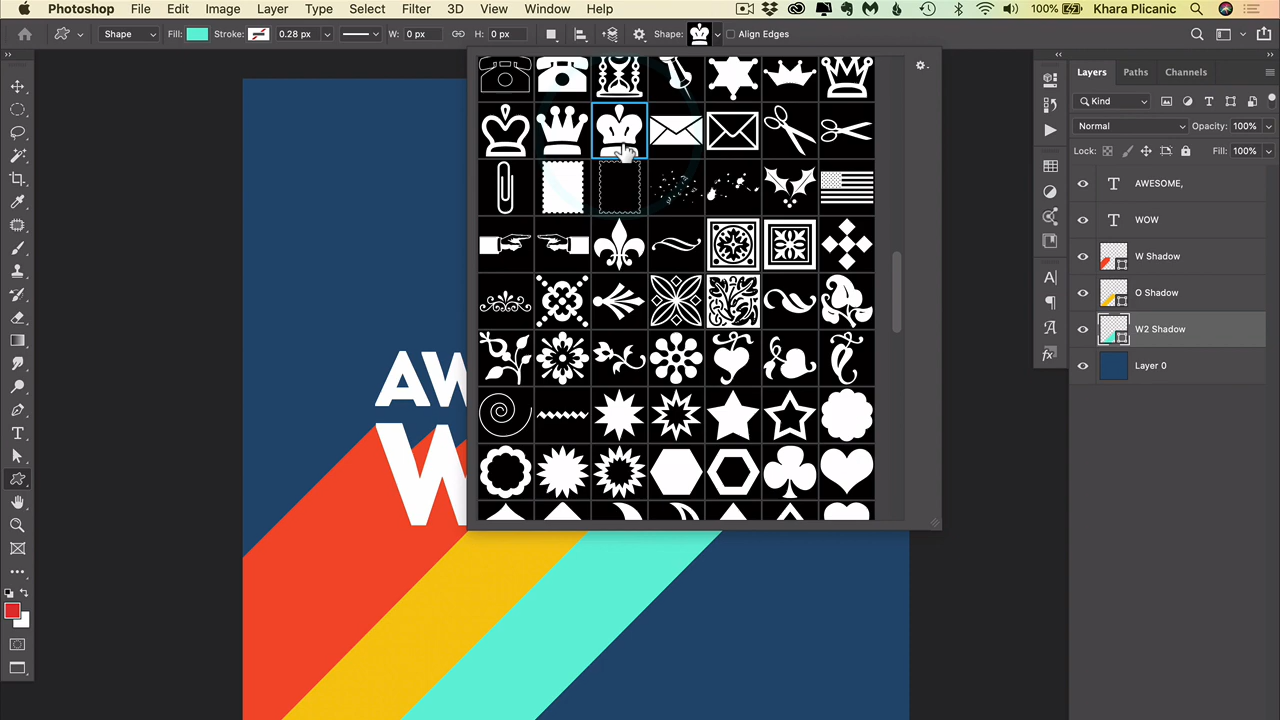 Photoshop File Edit Image Layer Type Select Filter 3D View Window Help 100% Khara Plicanic
Shape Fill: Stroke: 0.28 px W: 0 px H: 0 px Shape: Align Edges
Layers Paths Channels
Kind
Normal Opacity: 100%
Lock: Fill: 100%
T AWESOME,
T WOW
W Shadow
O Shadow
W2 Shadow
Layer 0
AW
W